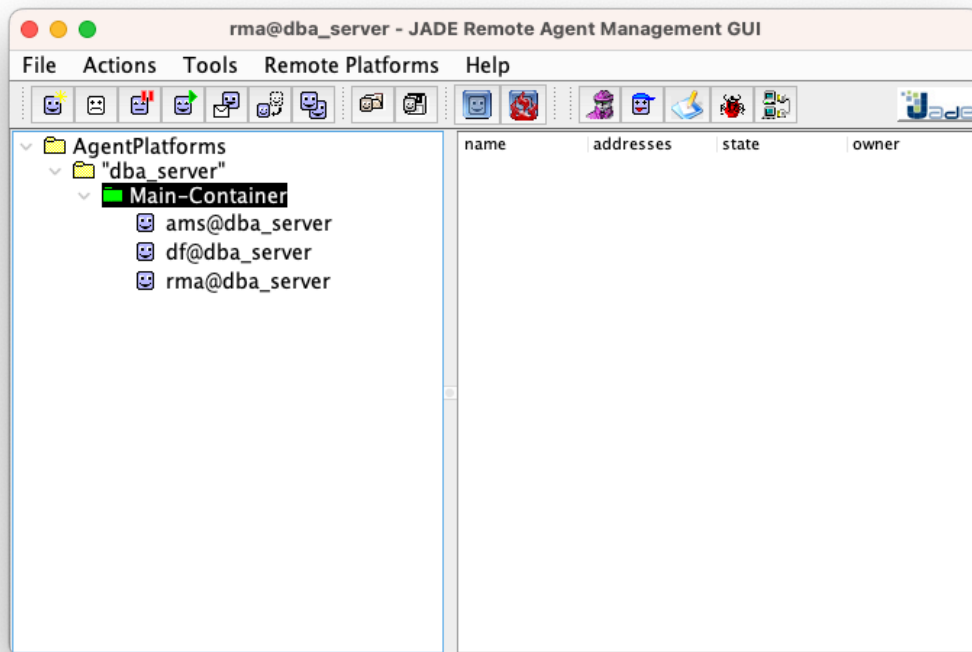 rma@dba_server - JADE Remote Agent Management GUI
File Actions Tools Remote Platforms Help
Jade
AgentPlatforms
"dba_server"
Main-Container
ams@dba_server
df@dba_server
rma@dba_server
name addresses state owner